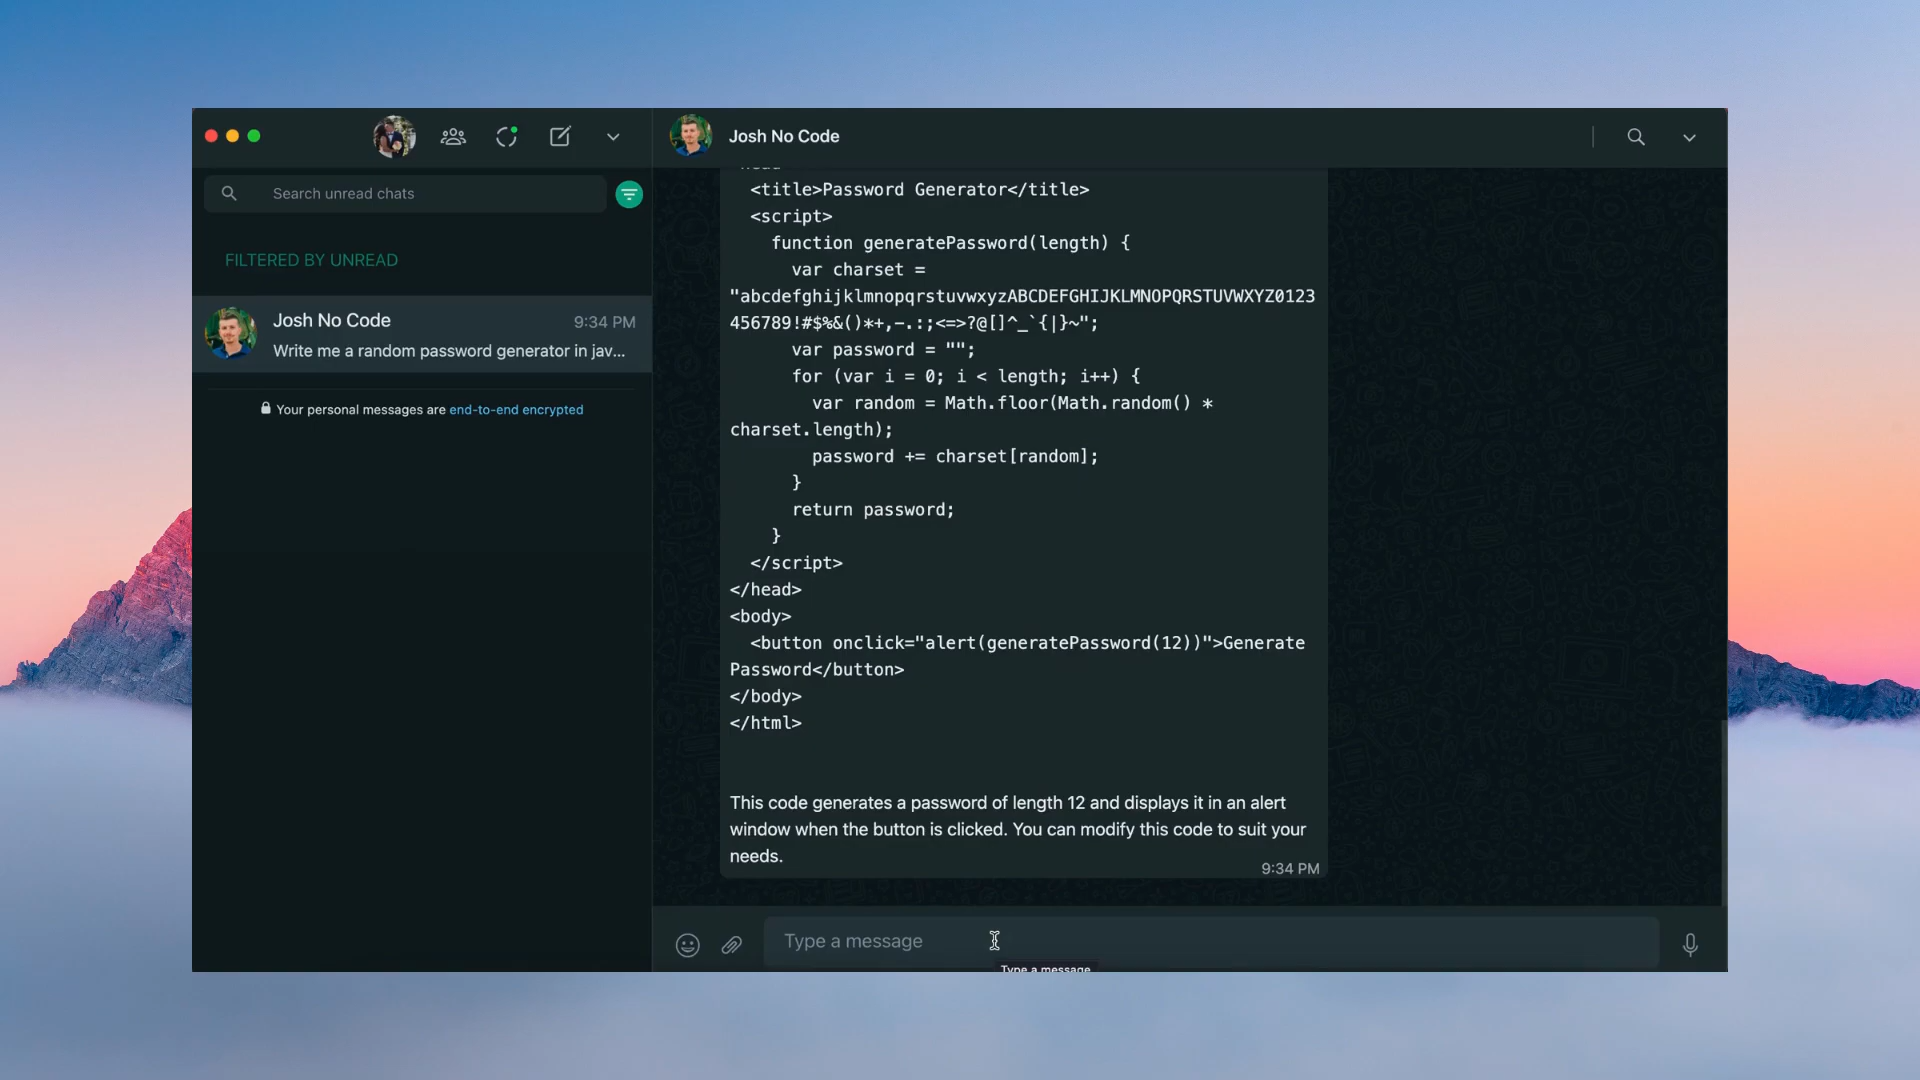 Josh No Code
Search unread chats
FILTERED BY UNREAD
Josh No Code
9:34 PM
Write me a random password generator in jav...
Your personal messages are end-to-end encrypted
<title>Password Generator</title>
<script>
function generatePassword(length) {
var charset =
"abcdefghijklmnopqrstuvwxyzABCDEFGHIJKLMNOPQRSTUVWXYZ0123
456789!#$%&()*+,-.:;<=>?@[]^_`{|}~";
var password = "";
for (var i = 0; i < length; i++) {
var random = Math.floor(Math.random() *
charset.length);
password += charset[random];
}
return password;
}
</script>
</head>
<body>
<button onclick="alert(generatePassword(12))">Generate
Password</button>
</body>
</html>
This code generates a password of length 12 and displays it in an alert
window when the button is clicked. You can modify this code to suit your
needs.
9:34 PM
Type a message
Type a message